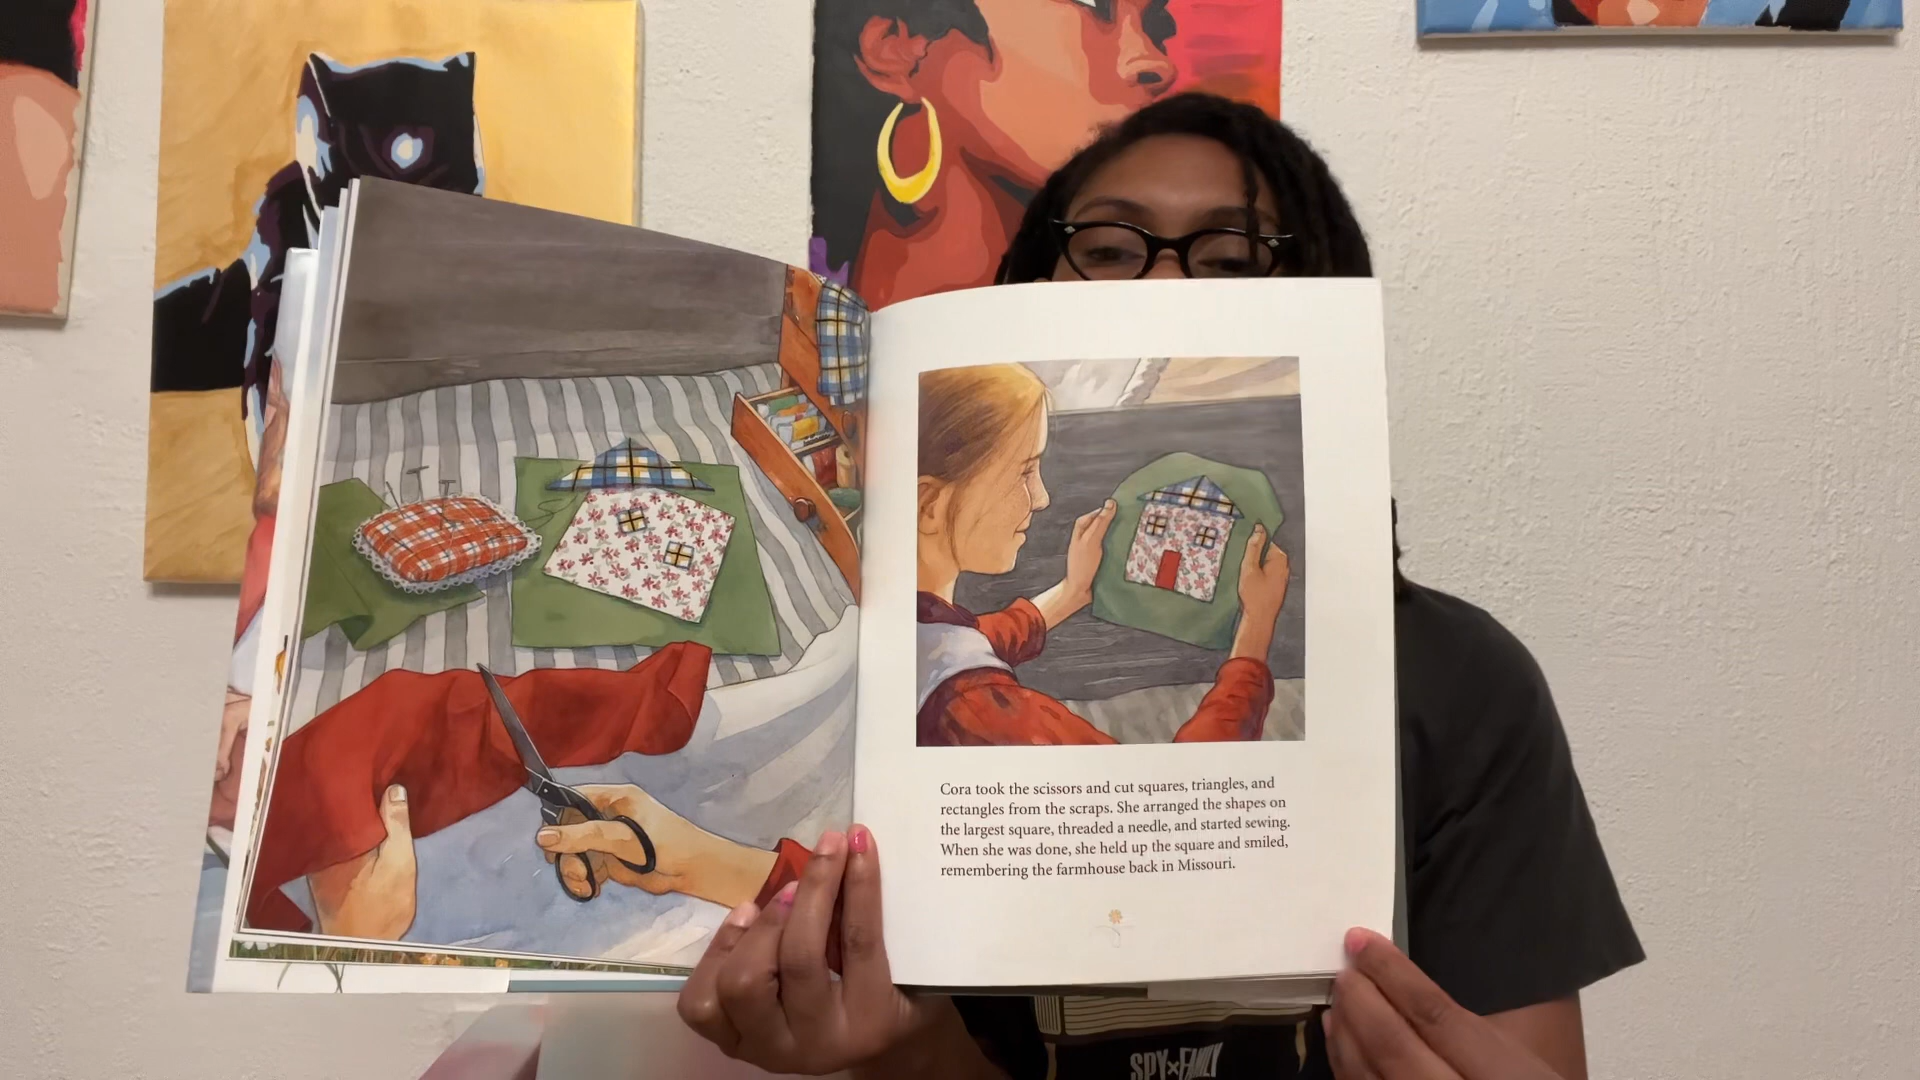 Cora took the scissors and cut squares, triangles, and
rectangles from the scraps. She arranged the shapes on
the largest square, threaded a needle, and started sewing.
When she was done, she held up the square and smiled,
remembering the farmhouse back in Missouri.
SPY×FAMILY